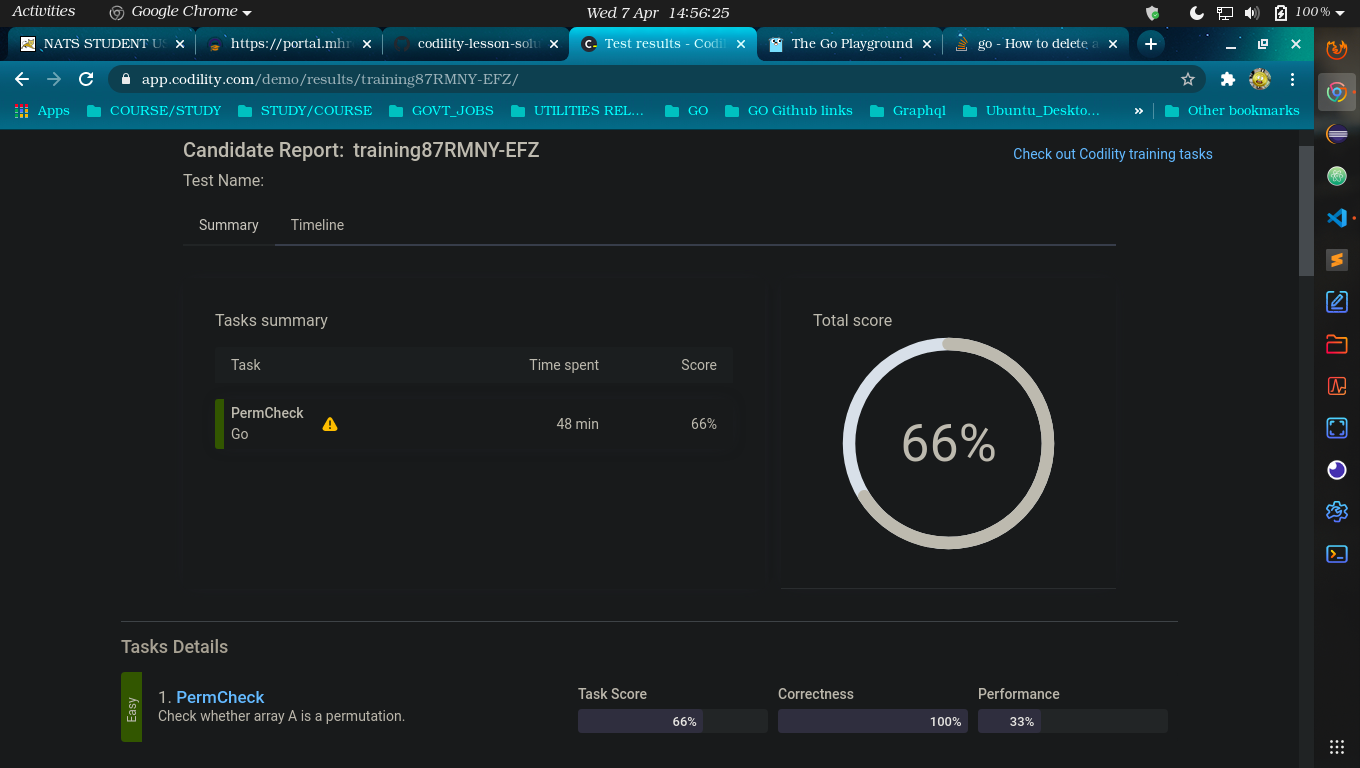 Activities
Google Chrome
Wed 7 Apr 14:56:25
100%
NATS STUDENT US
https://portal.mhr
codility-lesson-solu
Test results - Codil
The Go Playground
go - How to delete a
app.codility.com/demo/results/training87RMNY-EFZ/
Apps
COURSE/STUDY
STUDY/COURSE
GOVT_JOBS
UTILITIES REL...
GO
GO Github links
Graphql
Ubuntu_Deskto...
»
Other bookmarks
Candidate Report: training87RMNY-EFZ
Check out Codility training tasks
Test Name:
Summary
Timeline
Tasks summary
Total score
Task
Time spent
Score
PermCheck
Go
48 min
66%
66%
Tasks Details
Easy
1. PermCheck
Check whether array A is a permutation.
Task Score
Correctness
Performance
66%
100%
33%